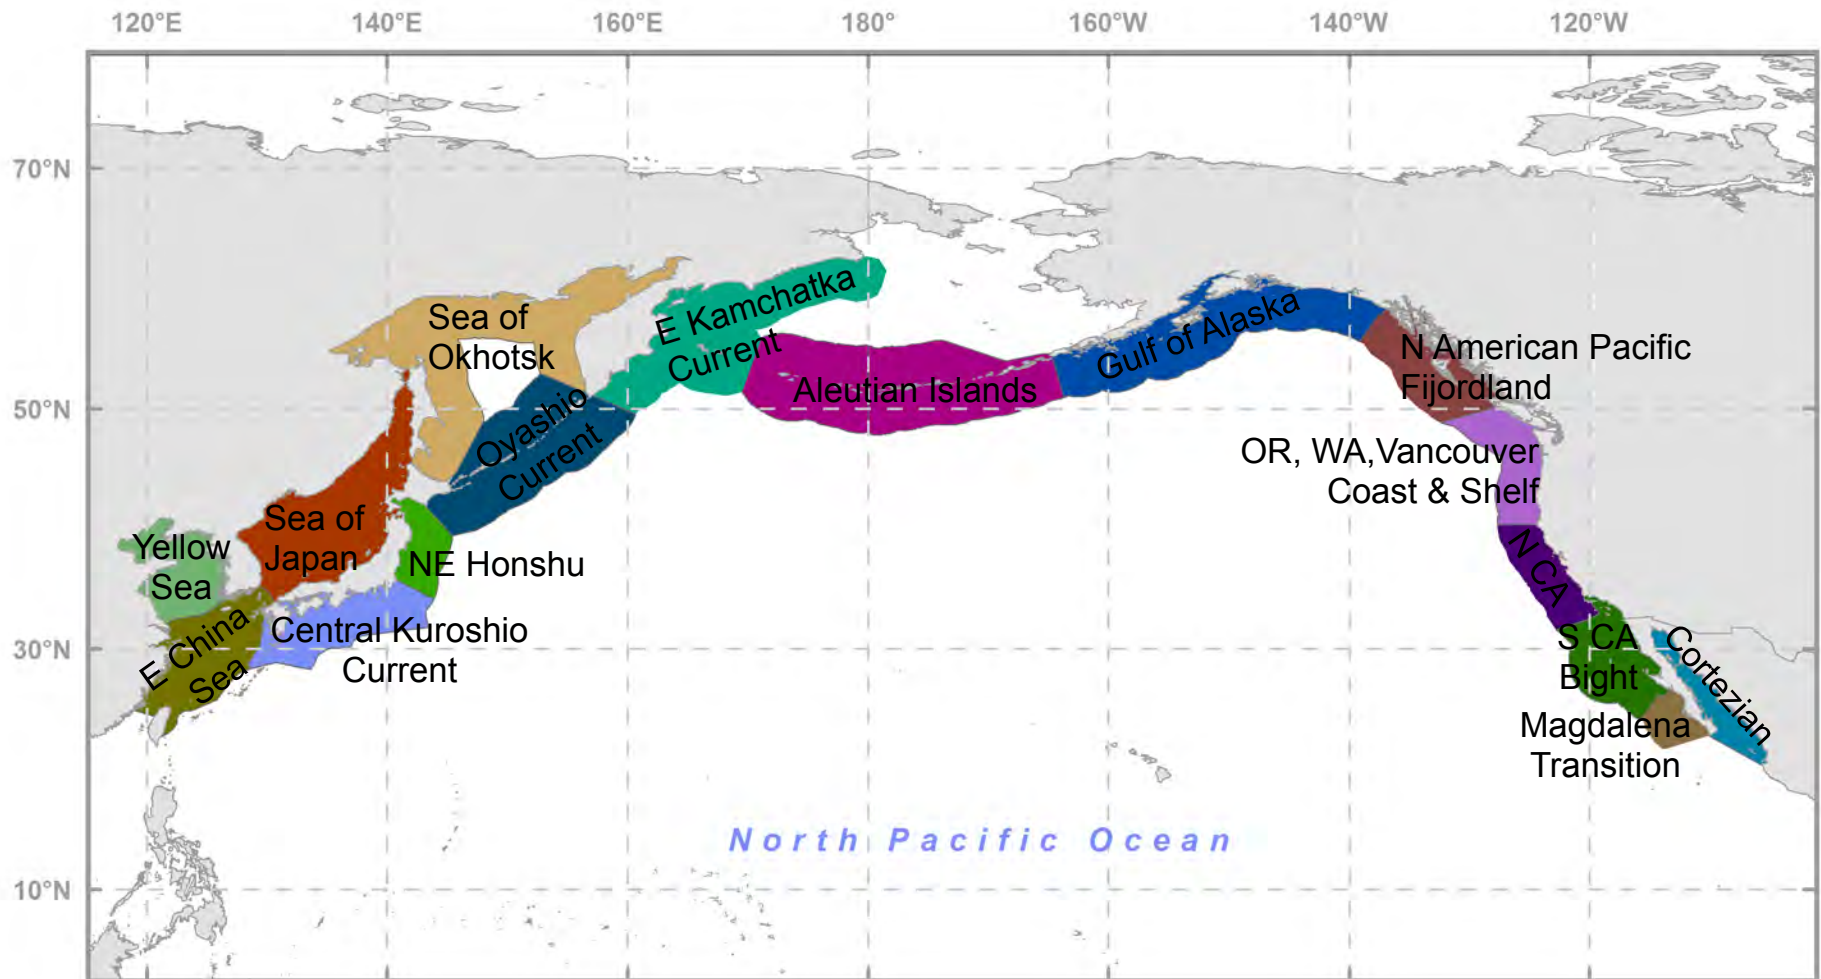 120°E 140°E 160°E 180° 160°W 140°W 120°W
70°N
50°N
30°N
10°N
Sea of
Okhotsk
E Kamchatka
Current
Gulf of Alaska
N American Pacific
Fijordland
Aleutian Islands
Oyashio
Current
OR, WA,Vancouver
Coast & Shelf
Sea of
Japan
Yellow
Sea
NE Honshu
N CA
E China
Sea
Central Kuroshio
Current
S CA
Bight
Cortezian
Magdalena
Transition
North Pacific Ocean